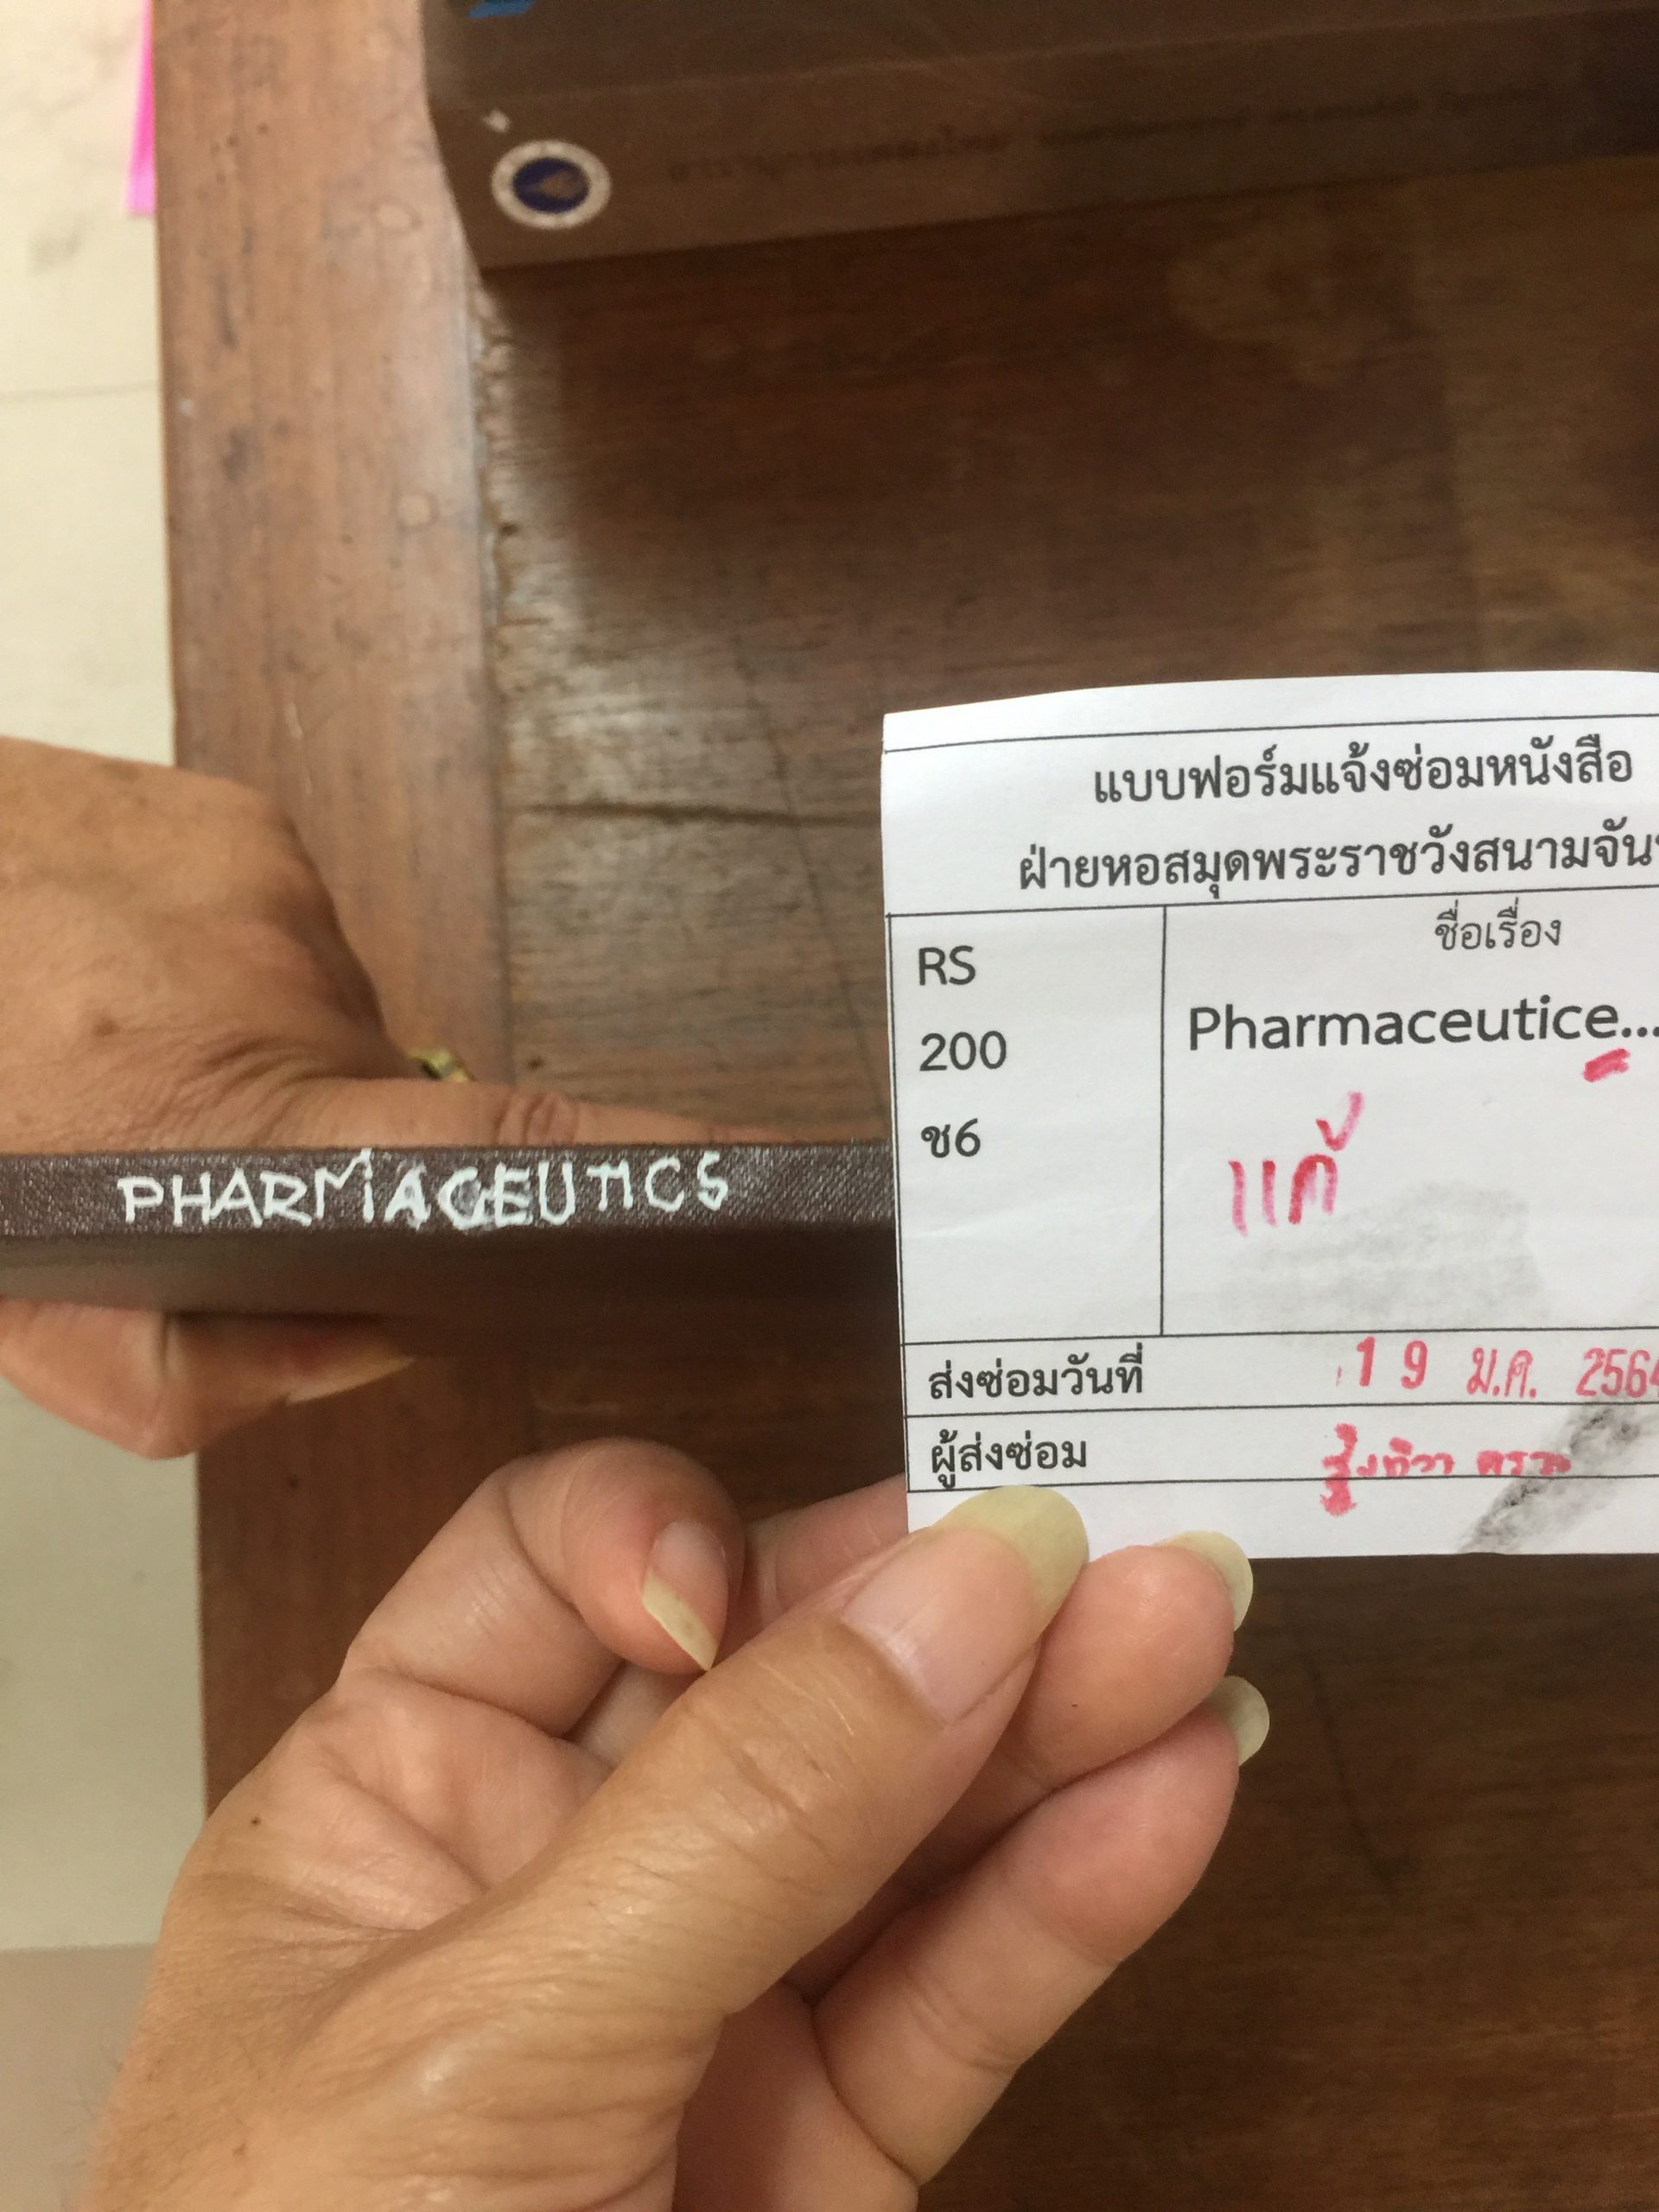 PHARMACEUTICS
แบบฟอร์มแจ้งซ่อมหนังสือ
ฝ่ายหอสมุดพระราชวังสนามจัน
RS
200
ช6
ชื่อเรื่อง
Pharmaceutice...
แก้
ส่งซ่อมวันที่ 19 ม.ค. 2564
ผู้ส่งซ่อม